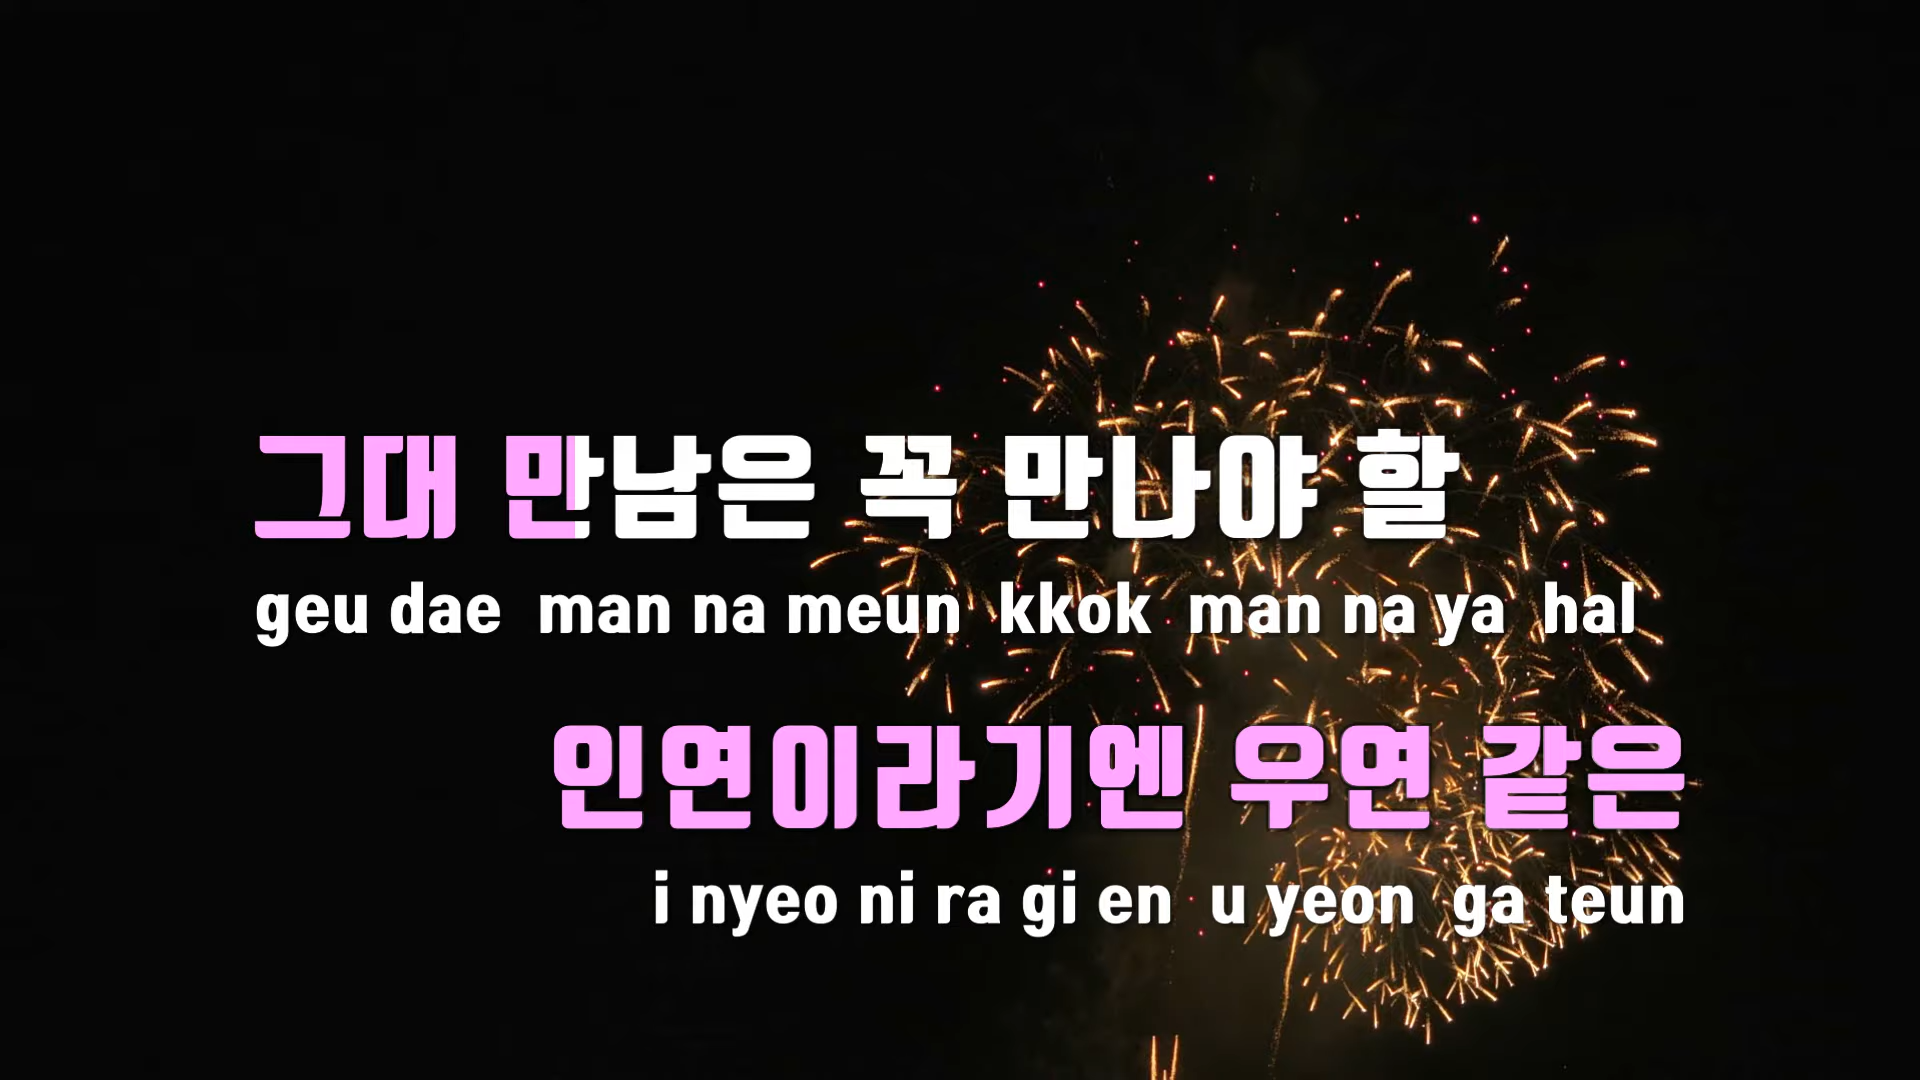 그대 만남은 꼭 만나야 할
geu dae man na meun kkok man na ya hal
인연이라기엔 우연 같은
i nyeo ni ra gi en u yeon ga teun